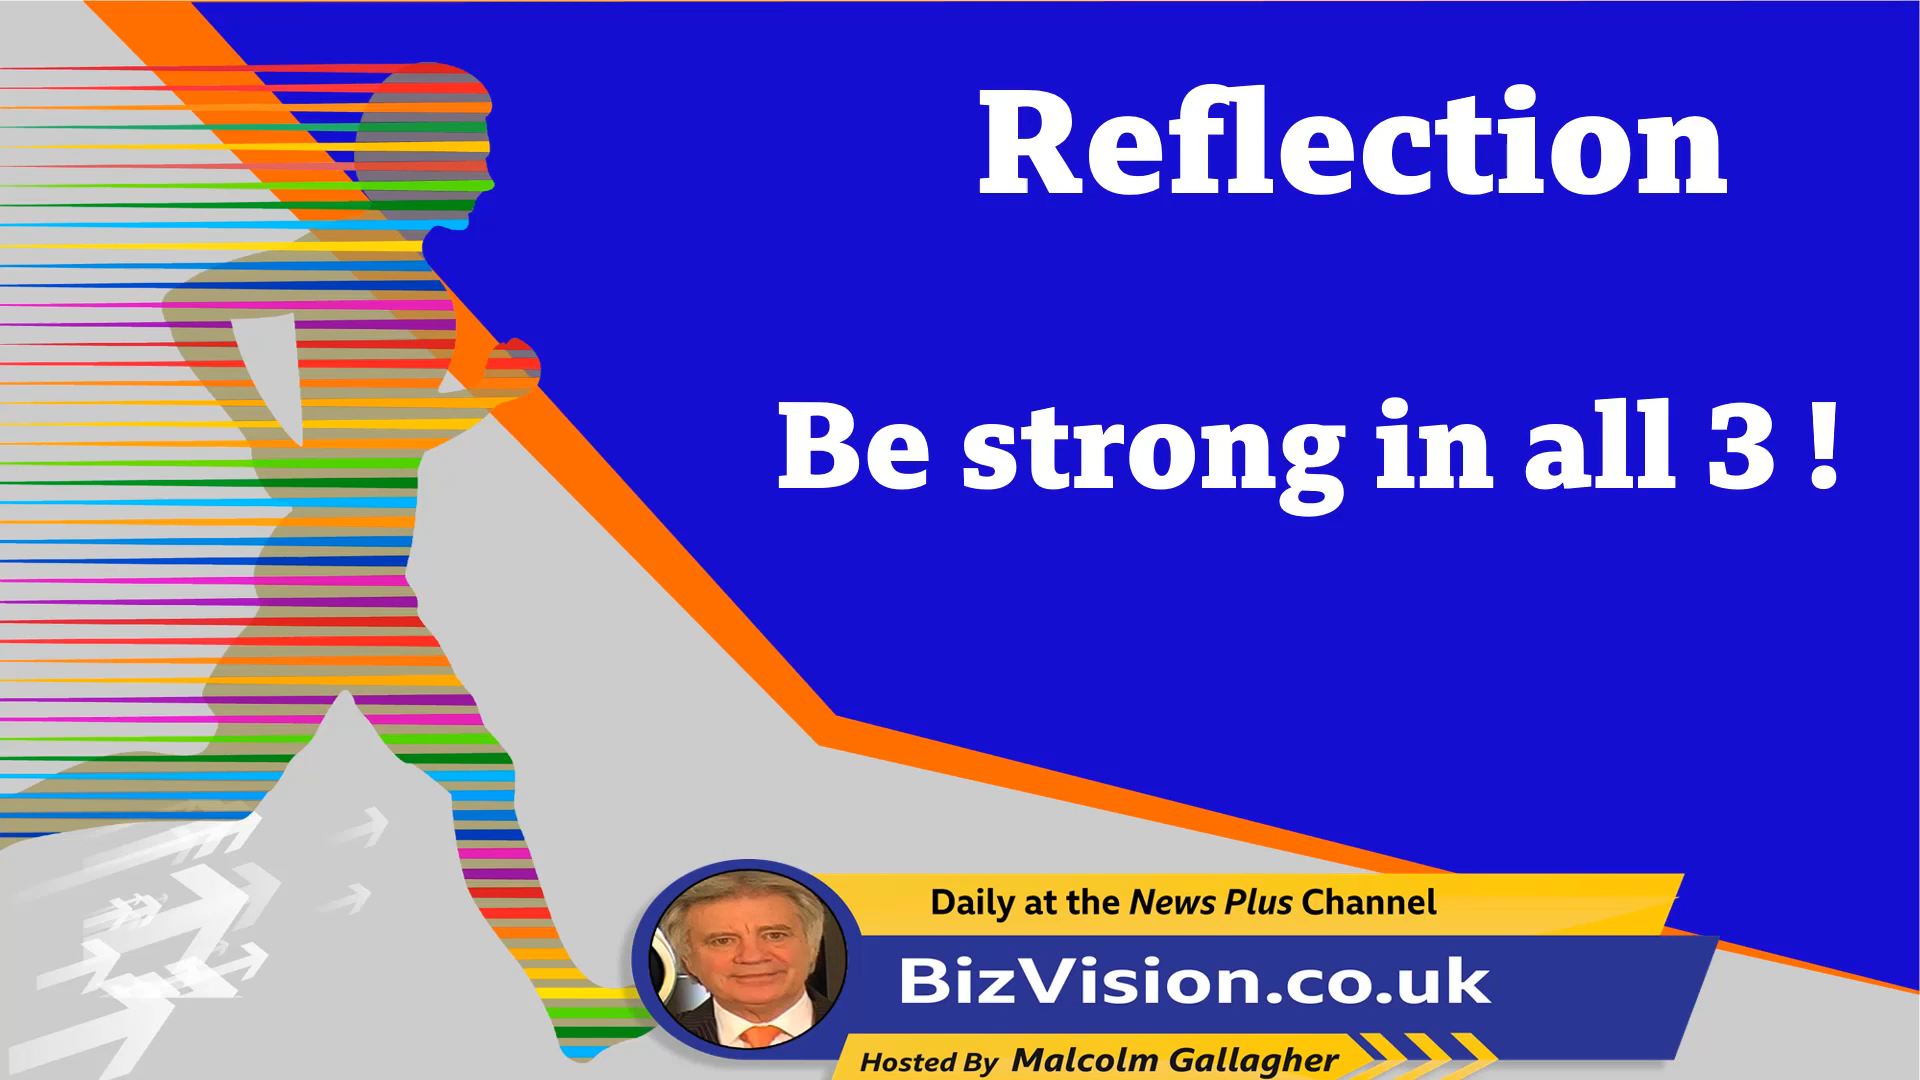 Reflection
Be strong in all 3 !
Daily at the News Plus Channel
BizVision.co.uk
Hosted By Malcolm Gallagher